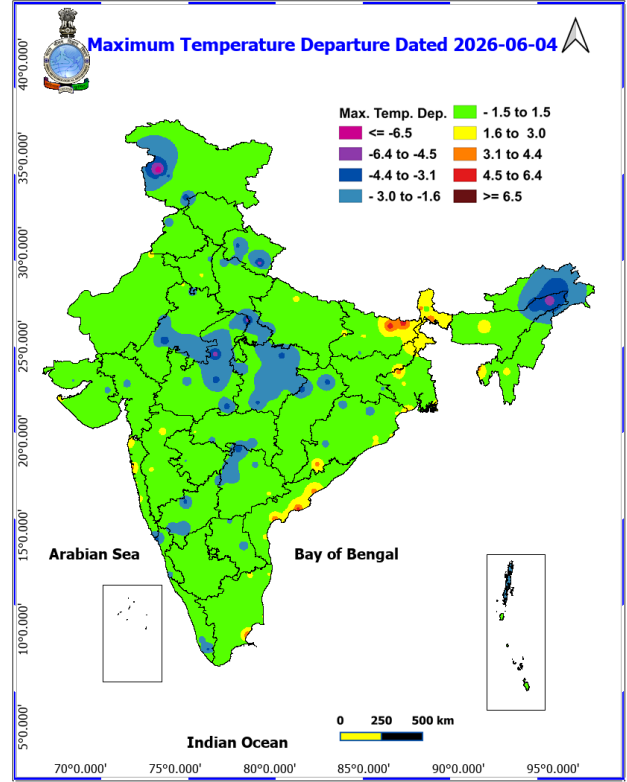 Maximum Temperature Departure Dated 2026-06-04
Max. Temp. Dep.
<= -6.5
-6.4 to -4.5
-4.4 to -3.1
- 3.0 to -1.6
- 1.5 to 1.5
1.6 to 3.0
3.1 to 4.4
4.5 to 6.4
>= 6.5
40°0.000'
35°0.000'
30°0.000'
25°0.000'
20°0.000'
15°0.000'
10°0.000'
5°0.000'
Arabian Sea
Bay of Bengal
Indian Ocean
0 250 500 km
70°0.000' 75°0.000' 80°0.000' 85°0.000' 90°0.000' 95°0.000'